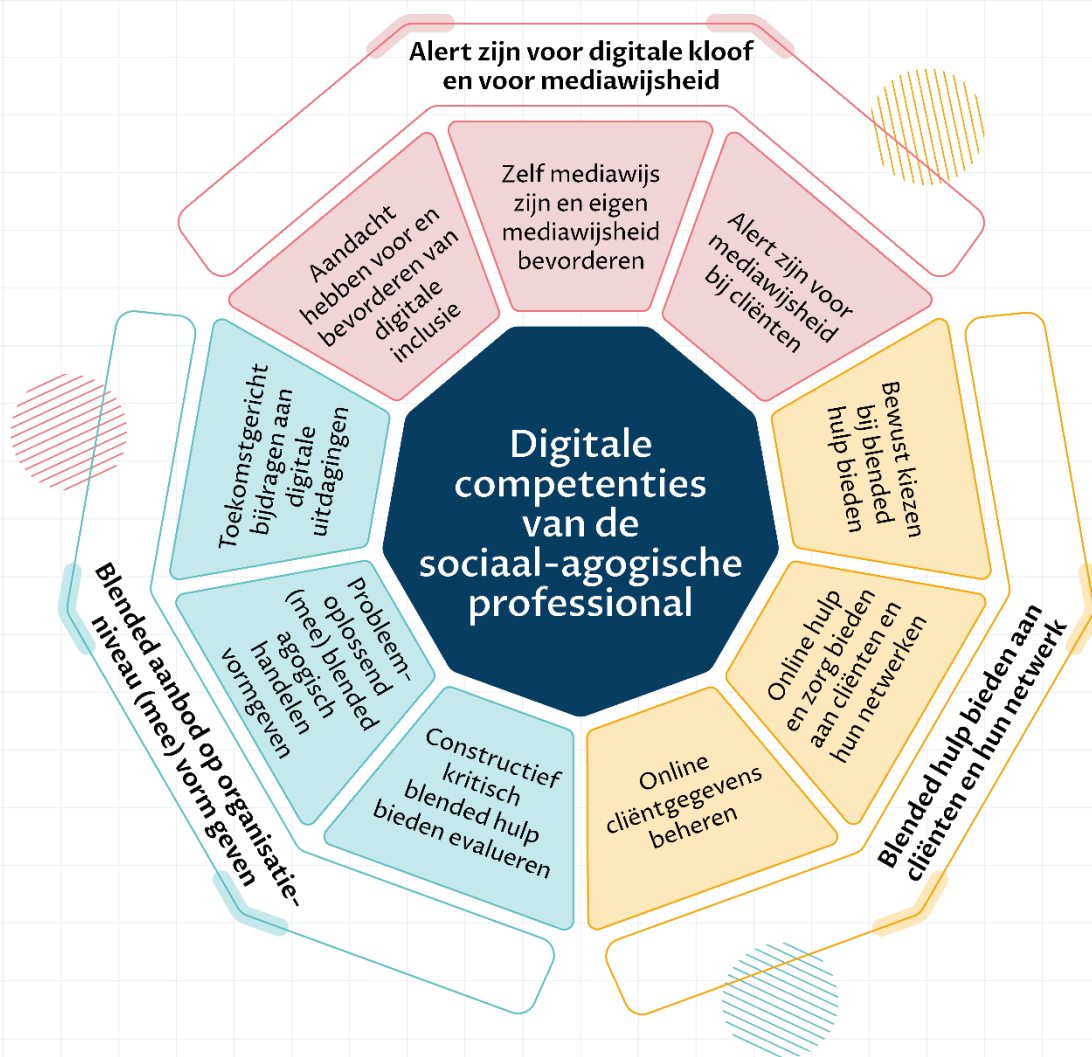 Alert zijn voor digitale kloof
en voor mediawijsheid
Zelf mediawijs
zijn en eigen
mediawijsheid
bevorderen
Alert zijn voor
mediawijsheid
bij cliënten
Bewust kiezen
bij blended
hulp bieden
Online hulp
en zorg bieden
aan cliënten en
hun netwerken
Online
cliëntgegevens
beheren
Blended hulp bieden aan
cliënten en hun netwerk
Constructief
kritisch
blended hulp
bieden evalueren
Probleem-
oplossend
(mee) blended
agogisch
handelen
vormgeven
Toekomstgericht
bijdragen aan
digitale
uitdagingen
Blended aanbod op organisatie-
niveau (mee) vorm geven
Aandacht
hebben voor en
bevorderen van
digitale
inclusie
Digitale
competenties
van de
sociaal-agogische
professional